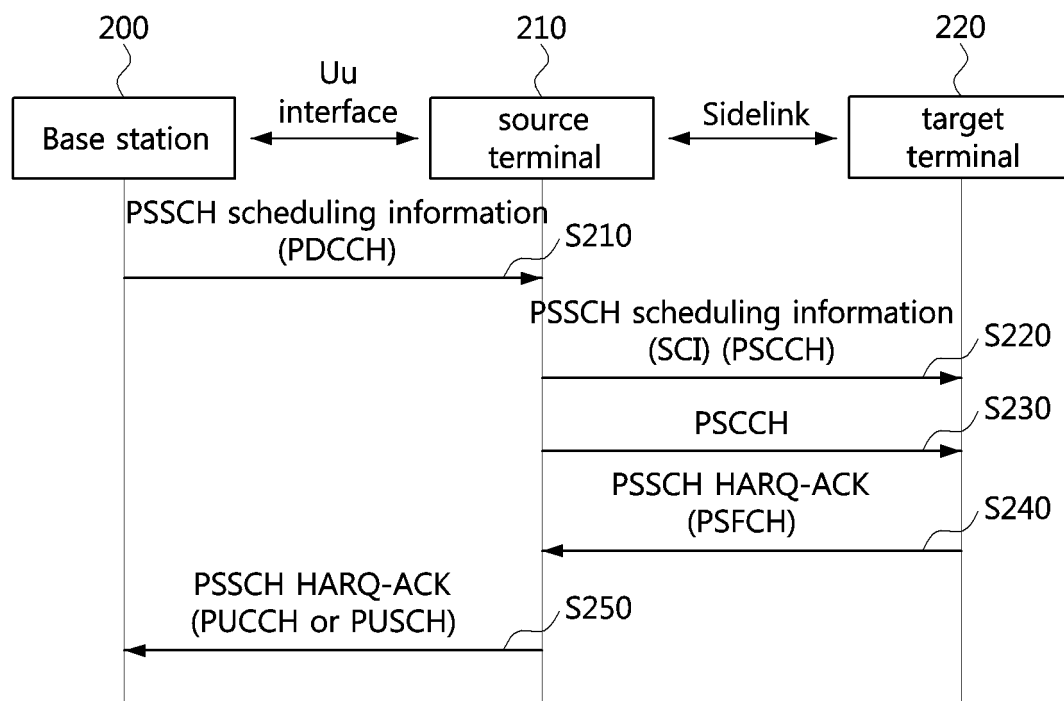 200
210
220
Uu
interface
Base station
source
terminal
Sidelink
target
terminal
PSSCH scheduling information
(PDCCH)
S210
PSSCH scheduling information
(SCI) (PSCCH)
S220
PSCCH
S230
PSSCH HARQ-ACK
(PSFCH)
S240
PSSCH HARQ-ACK
(PUCCH or PUSCH)
S250